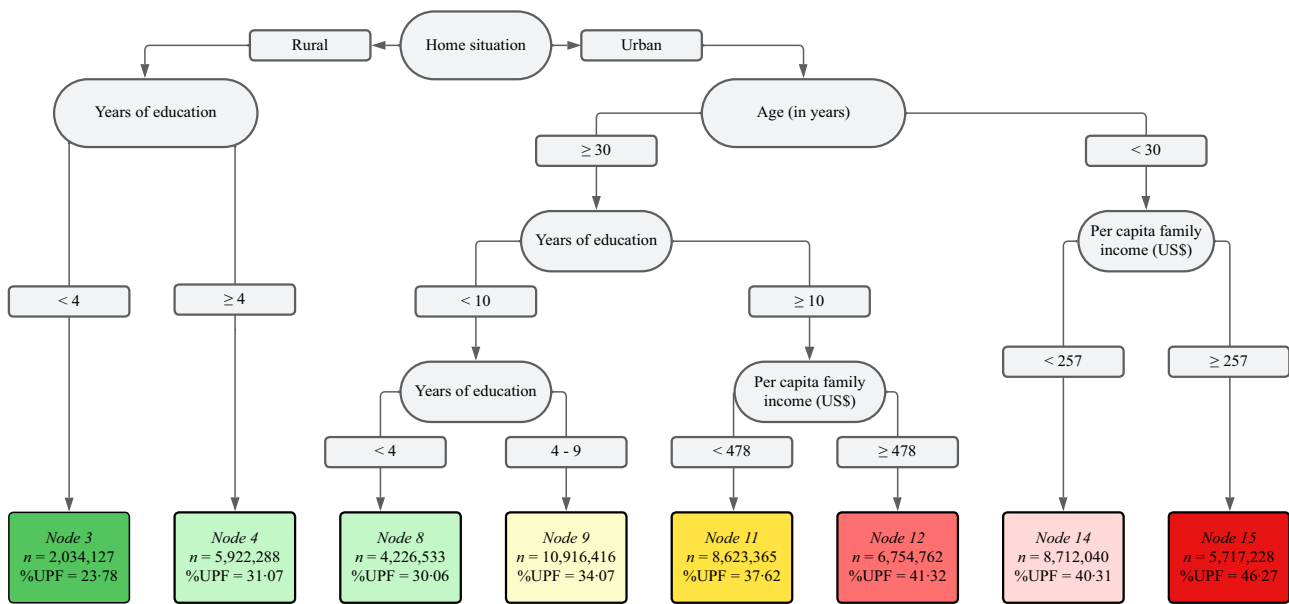 Rural
Home situation
Urban
Years of education
Age (in years)
≥ 30
< 30
Years of education
Per capita family
income (US$)
< 4
≥ 4
< 10
≥ 10
< 257
≥ 257
Years of education
Per capita family
income (US$)
< 4
4 - 9
< 478
≥ 478
Node 3
n = 2,034,127
%UPF = 23·78
Node 4
n = 5,922,288
%UPF = 31·07
Node 8
n = 4,226,533
%UPF = 30·06
Node 9
n = 10,916,416
%UPF = 34·07
Node 11
n = 8,623,365
%UPF = 37·62
Node 12
n = 6,754,762
%UPF = 41·32
Node 14
n = 8,712,040
%UPF = 40·31
Node 15
n = 5,717,228
%UPF = 46·27